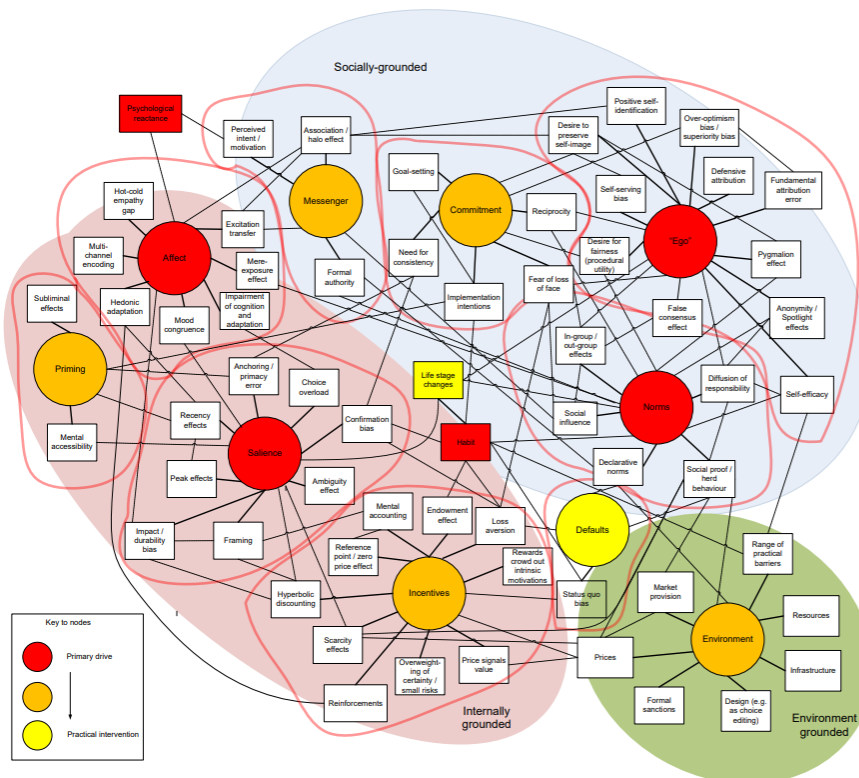 Socially-grounded
Psychological
reactance
Perceived
intent /
motivation
Association /
halo effect
Positive self-
identification
Desire to
preserve
self-image
Over-optimism
bias /
superiority bias
Goal-setting
Defensive
attribution
Fundamental
attribution
error
Hot-cold
empathy
gap
Messenger
Commitment
Self-serving
bias
Reciprocity
Excitation
transfer
"Ego"
Multi-
channel
encoding
Affect
Need for
consistency
Desire for
fairness
(procedural
utility)
Pygmalion
effect
Mere-
exposure
effect
Formal
authority
Fear of loss
of face
Subliminal
effects
Hedonic
adaptation
Impairment
of cognition
and
adaptation
Implementation
intentions
Mood
congruence
False
consensus
effect
Anonymity /
Spotlight
effects
In-group /
out-group
effects
Priming
Anchoring /
primacy
error
Choice
overload
Life stage
changes
Diffusion of
responsibility
Self-efficacy
Norms
Recency
effects
Confirmation
bias
Social
influence
Mental
accessibility
Salience
Habit
Peak effects
Ambiguity
effect
Declarative
norms
Social proof /
herd
behaviour
Mental
accounting
Endowment
effect
Loss
aversion
Defaults
Impact /
durability
bias
Framing
Reference
point / zero
price effect
Rewards
crowd out
intrinsic
motivations
Range of
practical
barriers
Hyperbolic
discounting
Incentives
Status quo
bias
Market
provision
Resources
Key to nodes
Scarcity
effects
Environment
Primary drive
Overweight-
ing of
certainty /
small risks
Price signals
value
Prices
Infrastructure
Reinforcements
Formal
sanctions
Design (e.g.
as choice
editing)
Internally
grounded
Environment
grounded
Practical intervention